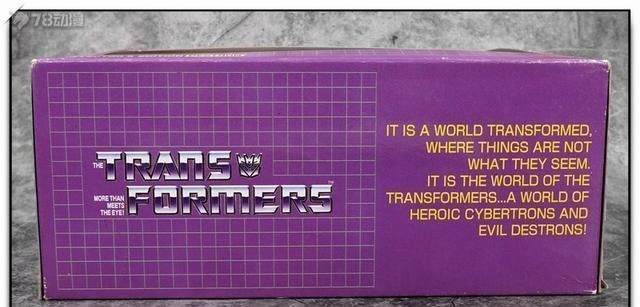 78动漫
THE
TRANS
FORMERS
MORE THAN
MEETS
THE EYE!
IT IS A WORLD TRANSFORMED,
WHERE THINGS ARE NOT
WHAT THEY SEEM.
IT IS THE WORLD OF THE
TRANSFORMERS...A WORLD OF
HEROIC CYBERTRONS AND
EVIL DESTRONS!